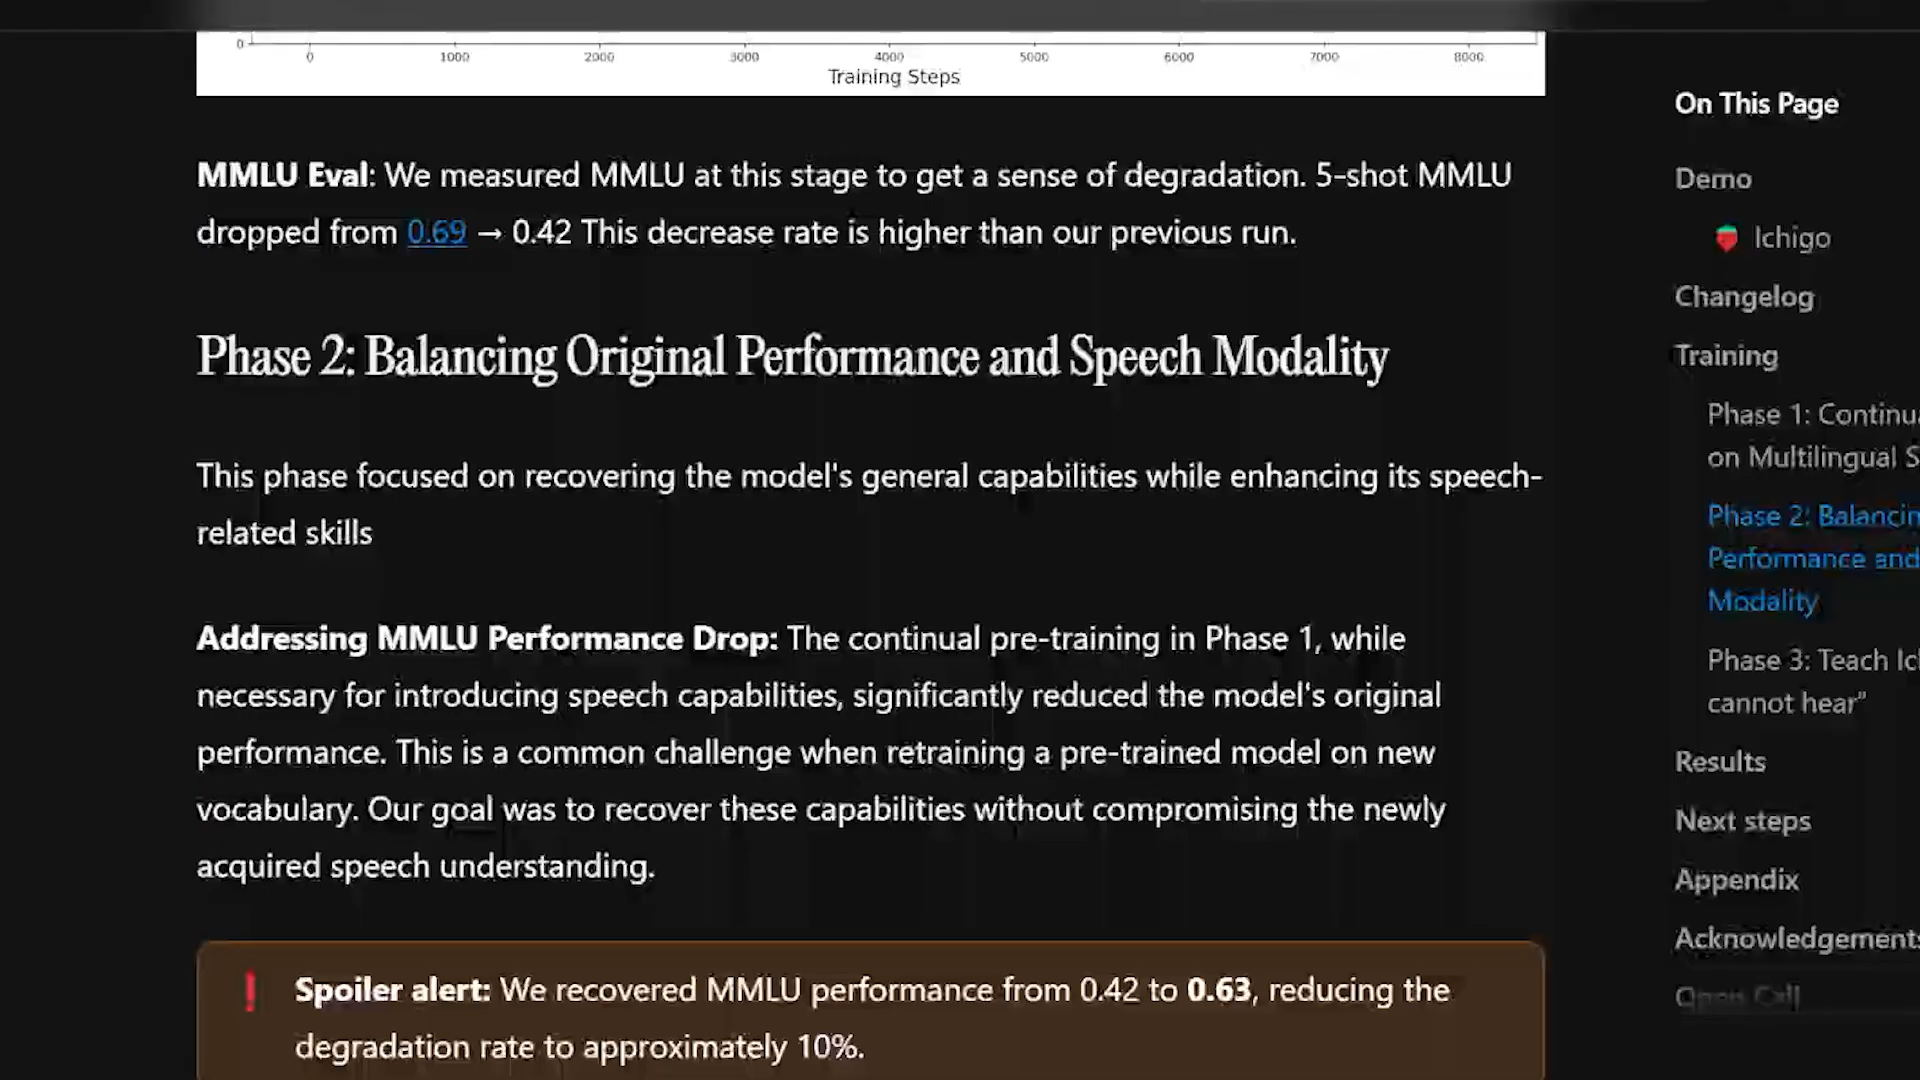 0
0 1000 2000 3000 4000 5000 6000 7000 8000
Training Steps
MMLU Eval: We measured MMLU at this stage to get a sense of degradation. 5-shot MMLU
dropped from 0.69 → 0.42 This decrease rate is higher than our previous run.
Phase 2: Balancing Original Performance and Speech Modality
This phase focused on recovering the model's general capabilities while enhancing its speech-
related skills
Addressing MMLU Performance Drop: The continual pre-training in Phase 1, while
necessary for introducing speech capabilities, significantly reduced the model's original
performance. This is a common challenge when retraining a pre-trained model on new
vocabulary. Our goal was to recover these capabilities without compromising the newly
acquired speech understanding.
❗ Spoiler alert: We recovered MMLU performance from 0.42 to 0.63, reducing the
degradation rate to approximately 10%.
On This Page
Demo
🍓 Ichigo
Changelog
Training
Phase 1: Continua
on Multilingual S
Phase 2: Balancin
Performance and
Modality
Phase 3: Teach Ic
cannot hear"
Results
Next steps
Appendix
Acknowledgements
Open Call